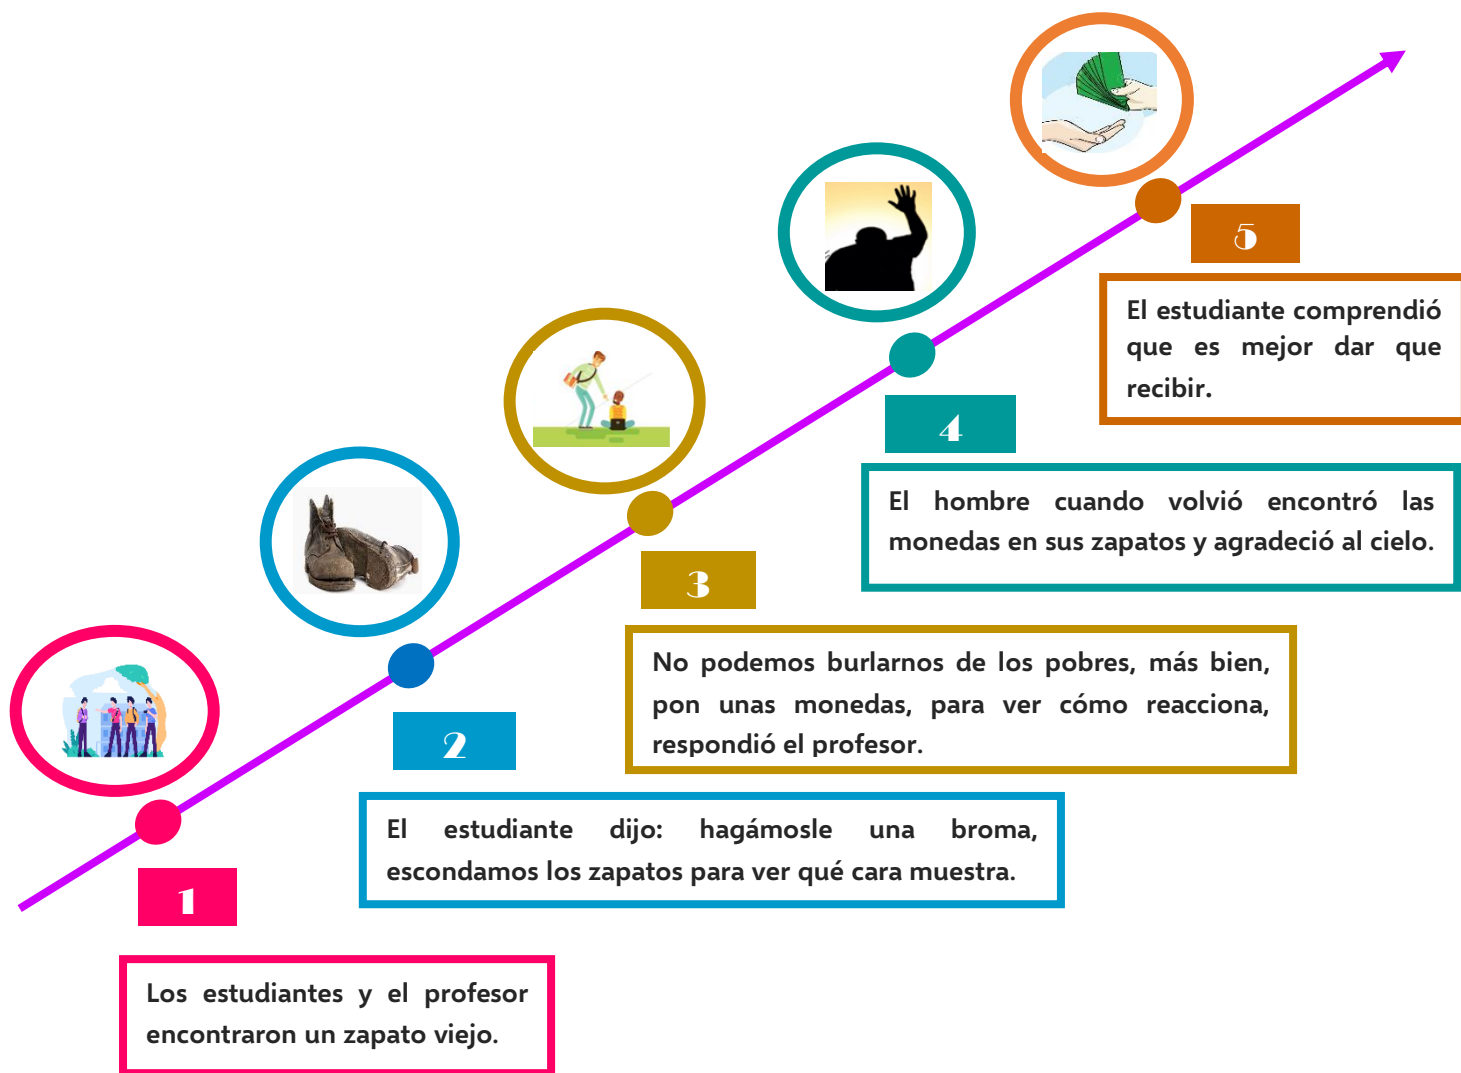 1
Los estudiantes y el profesor
encontraron un zapato viejo.
2
El estudiante dijo: hagámosle una broma,
escondamos los zapatos para ver qué cara muestra.
3
No podemos burlarnos de los pobres, más bien,
pon unas monedas, para ver cómo reacciona,
respondió el profesor.
4
El hombre cuando volvió encontró las
monedas en sus zapatos y agradeció al cielo.
5
El estudiante comprendió
que es mejor dar que
recibir.